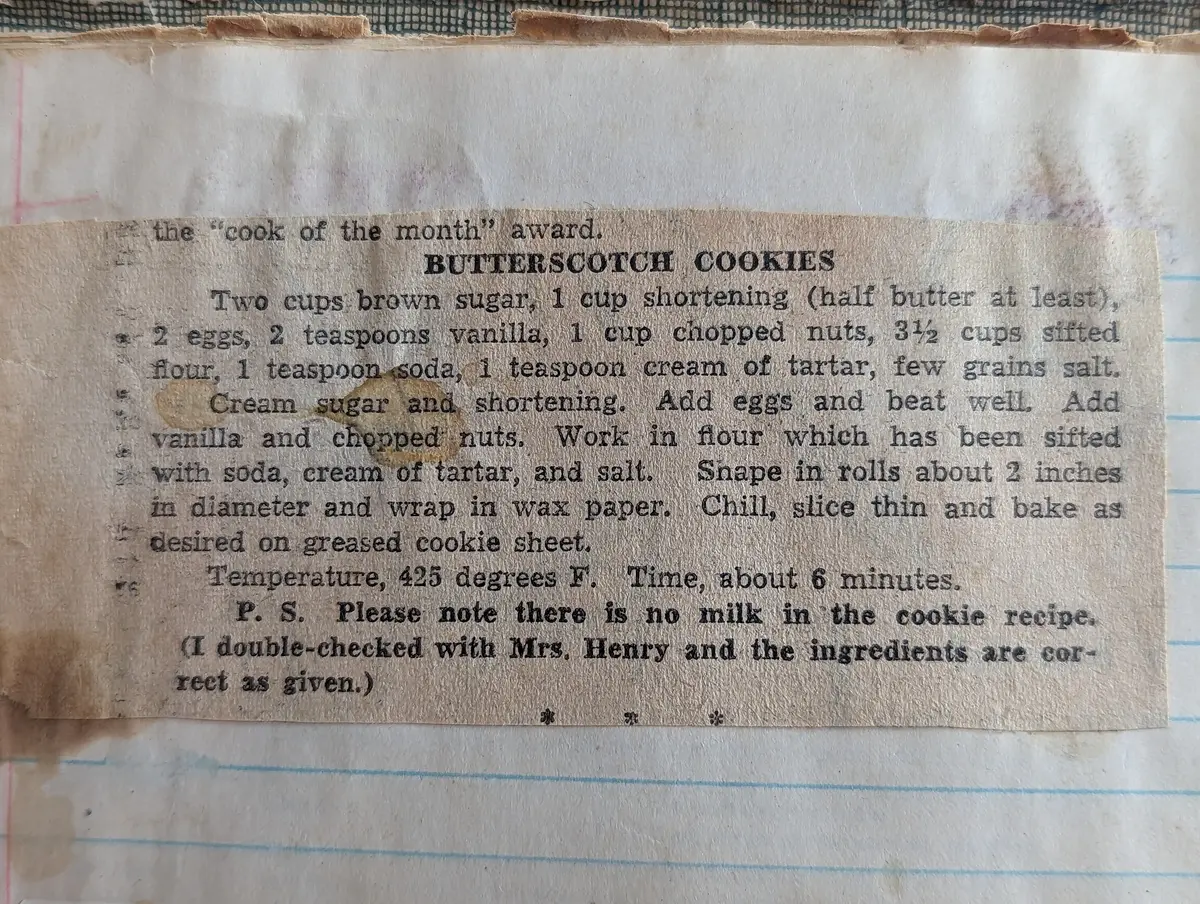 the “cook of the month” award.
BUTTERSCOTCH COOKIES
Two cups brown sugar, 1 cup shortening (half butter at least),
2 eggs, 2 teaspoons vanilla, 1 cup chopped nuts, 3½ cups sifted
flour, 1 teaspoon soda, 1 teaspoon cream of tartar, few grains salt.
Cream sugar and shortening. Add eggs and beat well. Add
vanilla and chopped nuts. Work in flour which has been sifted
with soda, cream of tartar, and salt. Shape in rolls about 2 inches
in diameter and wrap in wax paper. Chill, slice thin and bake as
desired on greased cookie sheet.
Temperature, 425 degrees F. Time, about 6 minutes.
P. S. Please note there is no milk in the cookie recipe.
(I double-checked with Mrs. Henry and the ingredients are cor-
rect as given.)
* * *